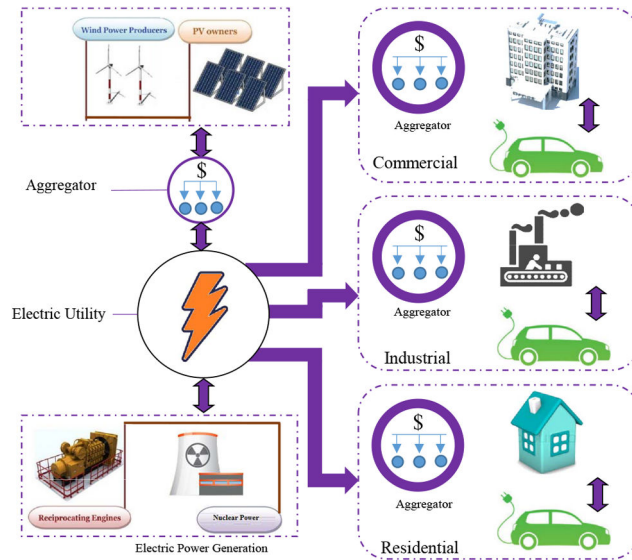 Wind Power Producers
PV owners
$
Aggregator
Electric Utility
Reciprocating Engines
Nuclear Power
Electric Power Generation
$
Aggregator
Commercial
$
Aggregator
Industrial
$
Aggregator
Residential